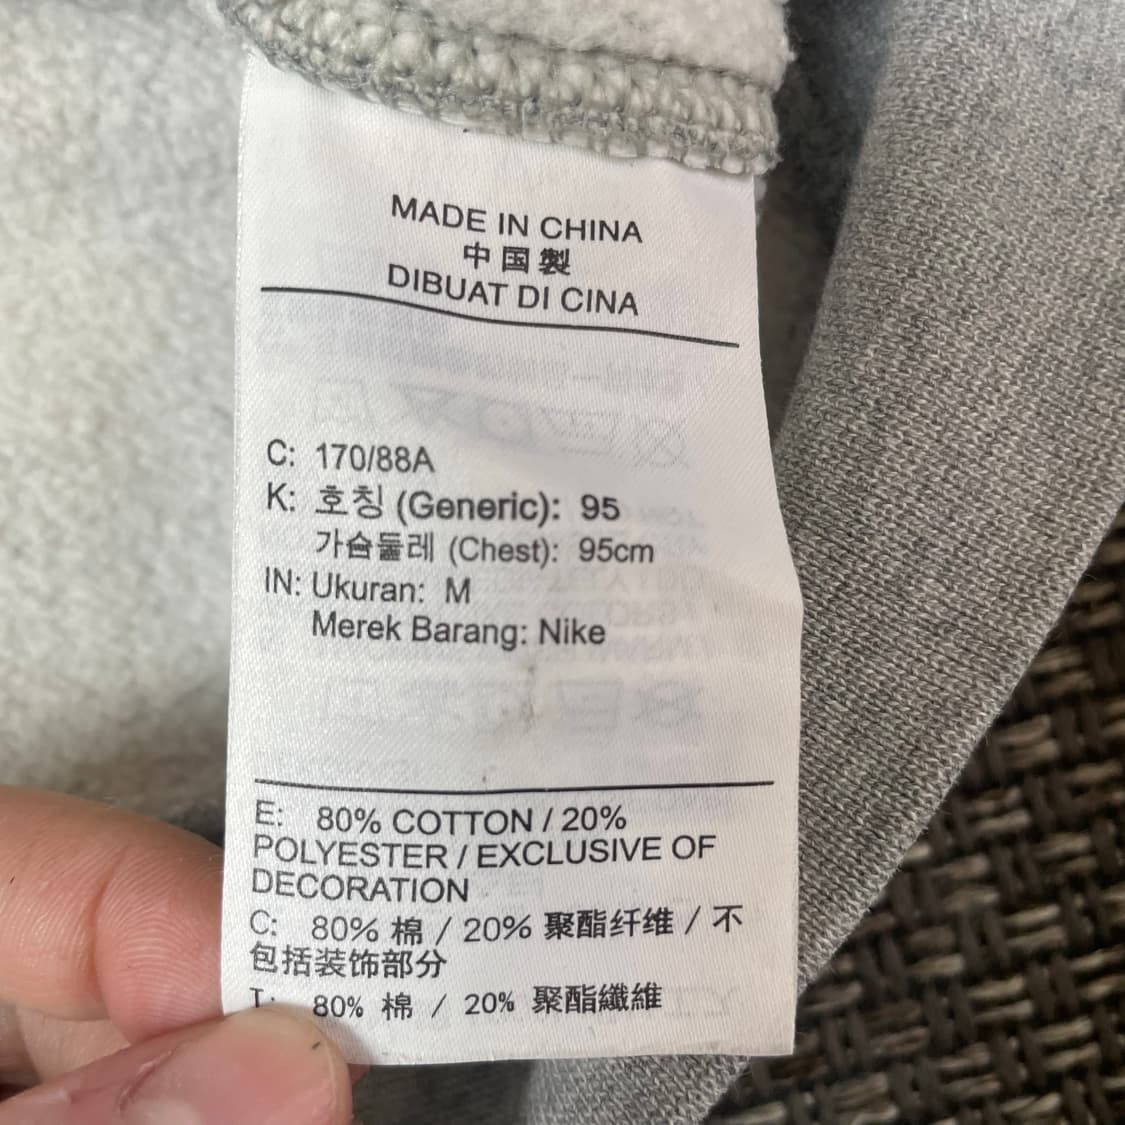 MADE IN CHINA
中国製
DIBUAT DI CINA
C: 170/88A
K: 호칭 (Generic): 95
가슴둘레 (Chest): 95cm
IN: Ukuran: M
Merek Barang: Nike
E: 80% COTTON / 20%
POLYESTER / EXCLUSIVE OF
DECORATION
C: 80% 棉 / 20% 聚酯纤维 / 不
包括装饰部分
T: 80% 棉 / 20% 聚酯纖維